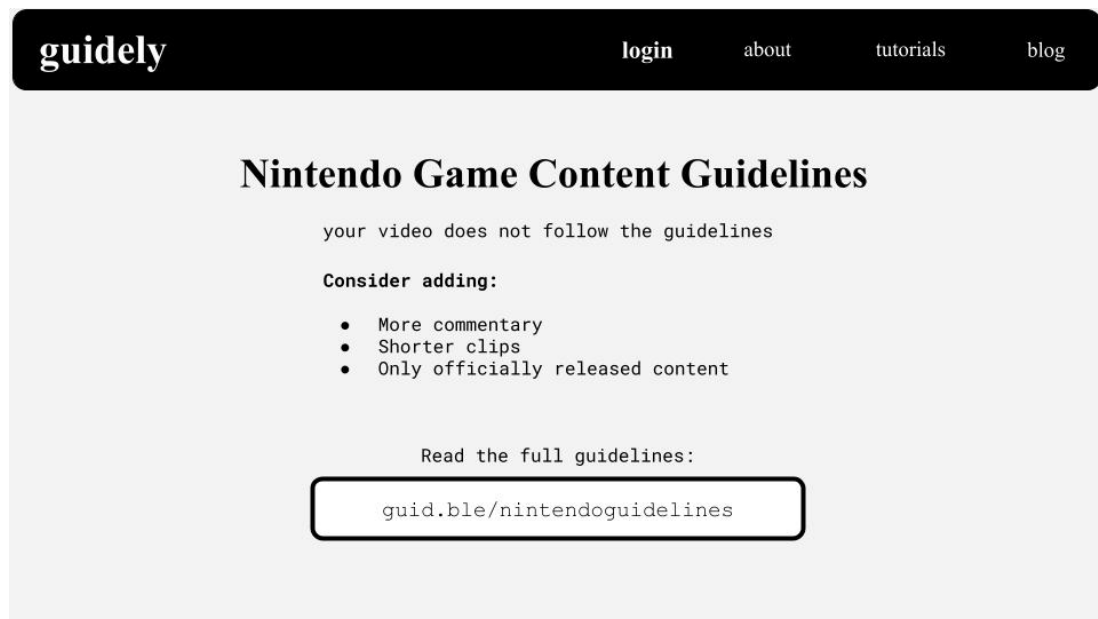 guidely
login about tutorials blog
Nintendo Game Content Guidelines
your video does not follow the guidelines
Consider adding:
● More commentary
● Shorter clips
● Only officially released content
Read the full guidelines:
guid.ble/nintendoguidelines